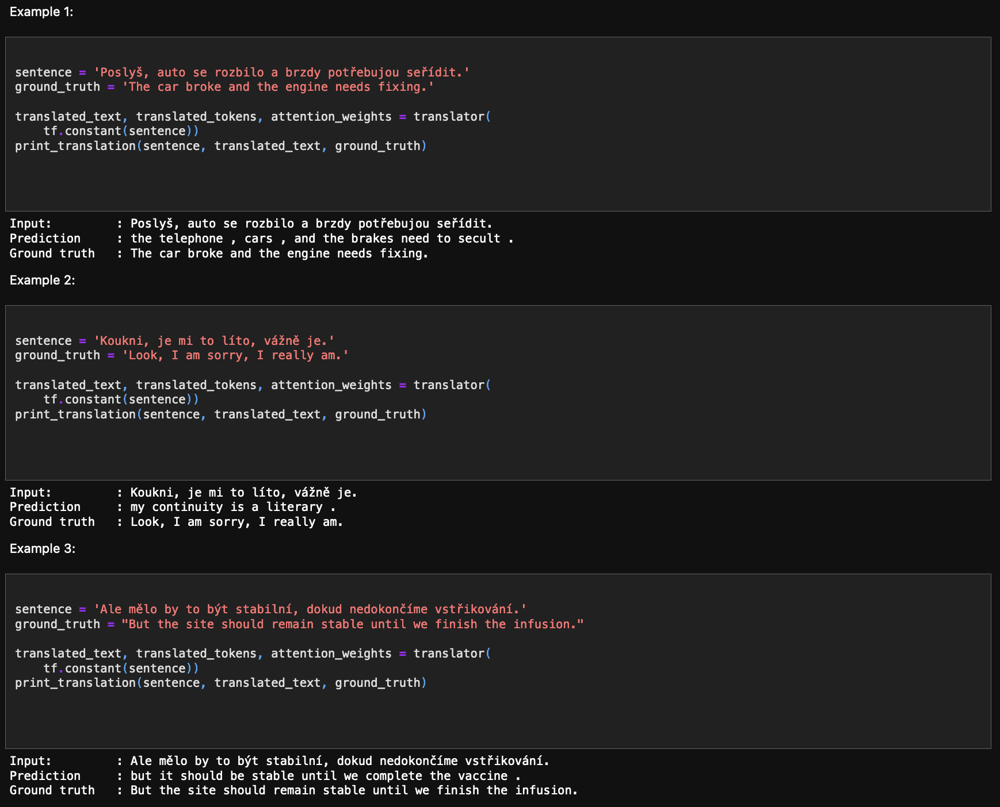 Example 1:
sentence = 'Poslyš, auto se rozbilo a brzdy potřebujou seřídit.'
ground_truth = 'The car broke and the engine needs fixing.'
translated_text, translated_tokens, attention_weights = translator(
    tf.constant(sentence))
print_translation(sentence, translated_text, ground_truth)
Input:         : Poslyš, auto se rozbilo a brzdy potřebujou seřídit.
Prediction     : the telephone , cars , and the brakes need to secult .
Ground truth   : The car broke and the engine needs fixing.
Example 2:
sentence = 'Koukni, je mi to líto, vážně je.'
ground_truth = 'Look, I am sorry, I really am.'
translated_text, translated_tokens, attention_weights = translator(
    tf.constant(sentence))
print_translation(sentence, translated_text, ground_truth)
Input:         : Koukni, je mi to líto, vážně je.
Prediction     : my continuity is a literary .
Ground truth   : Look, I am sorry, I really am.
Example 3:
sentence = 'Ale mělo by to být stabilní, dokud nedokončíme vstřikování.'
ground_truth = "But the site should remain stable until we finish the infusion."
translated_text, translated_tokens, attention_weights = translator(
    tf.constant(sentence))
print_translation(sentence, translated_text, ground_truth)
Input:         : Ale mělo by to být stabilní, dokud nedokončíme vstřikování.
Prediction     : but it should be stable until we complete the vaccine .
Ground truth   : But the site should remain stable until we finish the infusion.